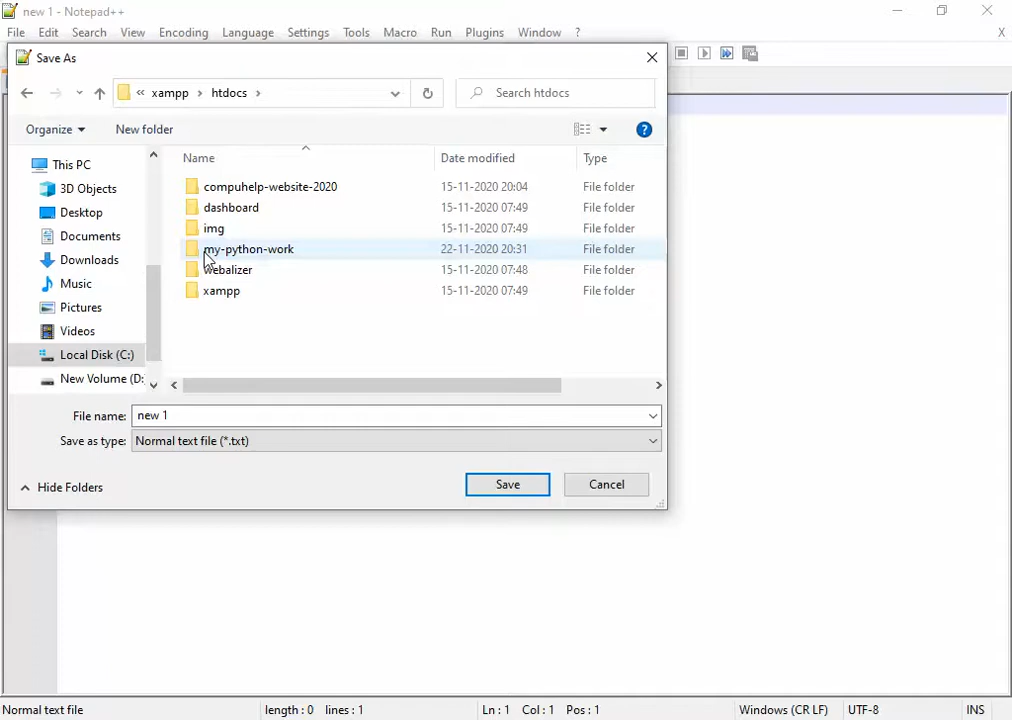 new 1 - Notepad++
File Edit Search View Encoding Language Settings Tools Macro Run Plugins Window ? X
Save As
« xampp › htdocs › Search htdocs
Organize New folder ?
Name Date modified Type
This PC
3D Objects
Desktop
Documents
Downloads
Music
Pictures
Videos
Local Disk (C:)
New Volume (D:
compuhelp-website-2020 15-11-2020 20:04 File folder
dashboard 15-11-2020 07:49 File folder
img 15-11-2020 07:49 File folder
my-python-work 22-11-2020 20:31 File folder
webalizer 15-11-2020 07:48 File folder
xampp 15-11-2020 07:49 File folder
File name: new 1
Save as type: Normal text file (*.txt)
Hide Folders Save Cancel
Normal text file length : 0 lines : 1 Ln : 1 Col : 1 Pos : 1 Windows (CR LF) UTF-8 INS